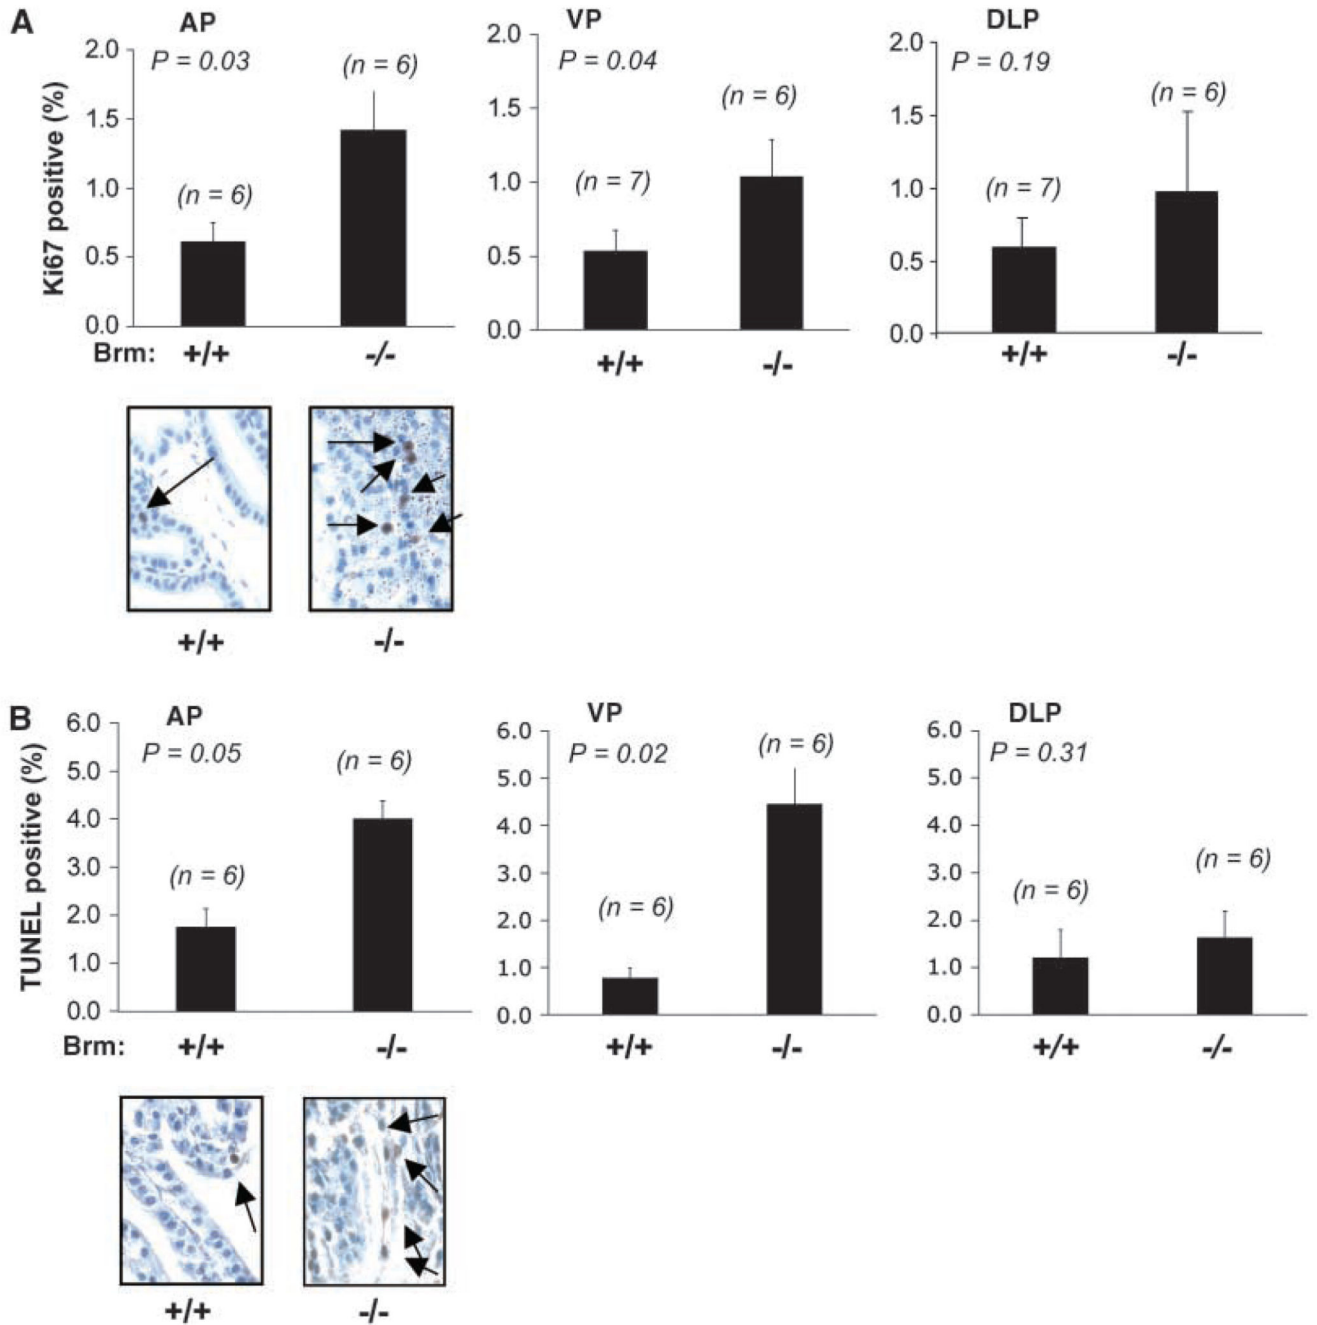 A
AP
VP
DLP
Ki67 positive (%)
2.0
1.5
1.0
0.5
0.0
P = 0.03
(n = 6)
(n = 6)
Brm: +/+ -/-
2.0
1.5
1.0
0.5
0.0
P = 0.04
(n = 7)
(n = 6)
+/+ -/-
2.0
1.5
1.0
0.5
0.0
P = 0.19
(n = 7)
(n = 6)
+/+ -/-
+/+ -/-
B
AP
VP
DLP
TUNEL positive (%)
6.0
5.0
4.0
3.0
2.0
1.0
0.0
P = 0.05
(n = 6)
(n = 6)
Brm: +/+ -/-
6.0
5.0
4.0
3.0
2.0
1.0
0.0
P = 0.02
(n = 6)
(n = 6)
+/+ -/-
6.0
5.0
4.0
3.0
2.0
1.0
0.0
P = 0.31
(n = 6)
(n = 6)
+/+ -/-
+/+ -/-